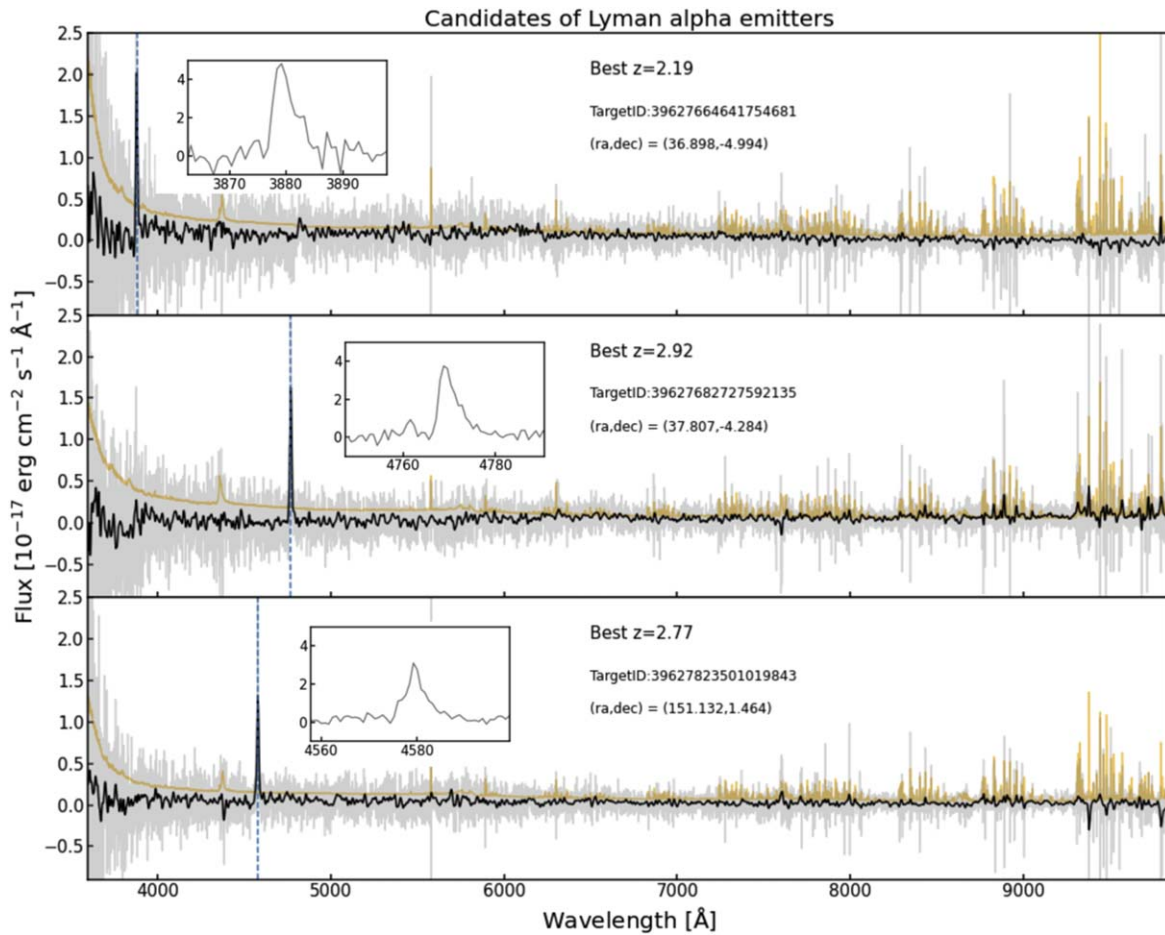 Candidates of Lyman alpha emitters
2.5
2.0
1.5
1.0
0.5
0.0
−0.5
4
2
0
3870 3880 3890
Best z=2.19
TargetID:39627664641754681
(ra,dec) = (36.898,-4.994)
2.5
2.0
1.5
1.0
0.5
0.0
−0.5
4
2
0
4760 4780
Best z=2.92
TargetID:39627682727592135
(ra,dec) = (37.807,-4.284)
2.5
2.0
1.5
1.0
0.5
0.0
−0.5
4
2
0
4560 4580
Best z=2.77
TargetID:39627823501019843
(ra,dec) = (151.132,1.464)
Flux [10⁻¹⁷ erg cm⁻² s⁻¹ Å⁻¹]
4000 5000 6000 7000 8000 9000
Wavelength [Å]